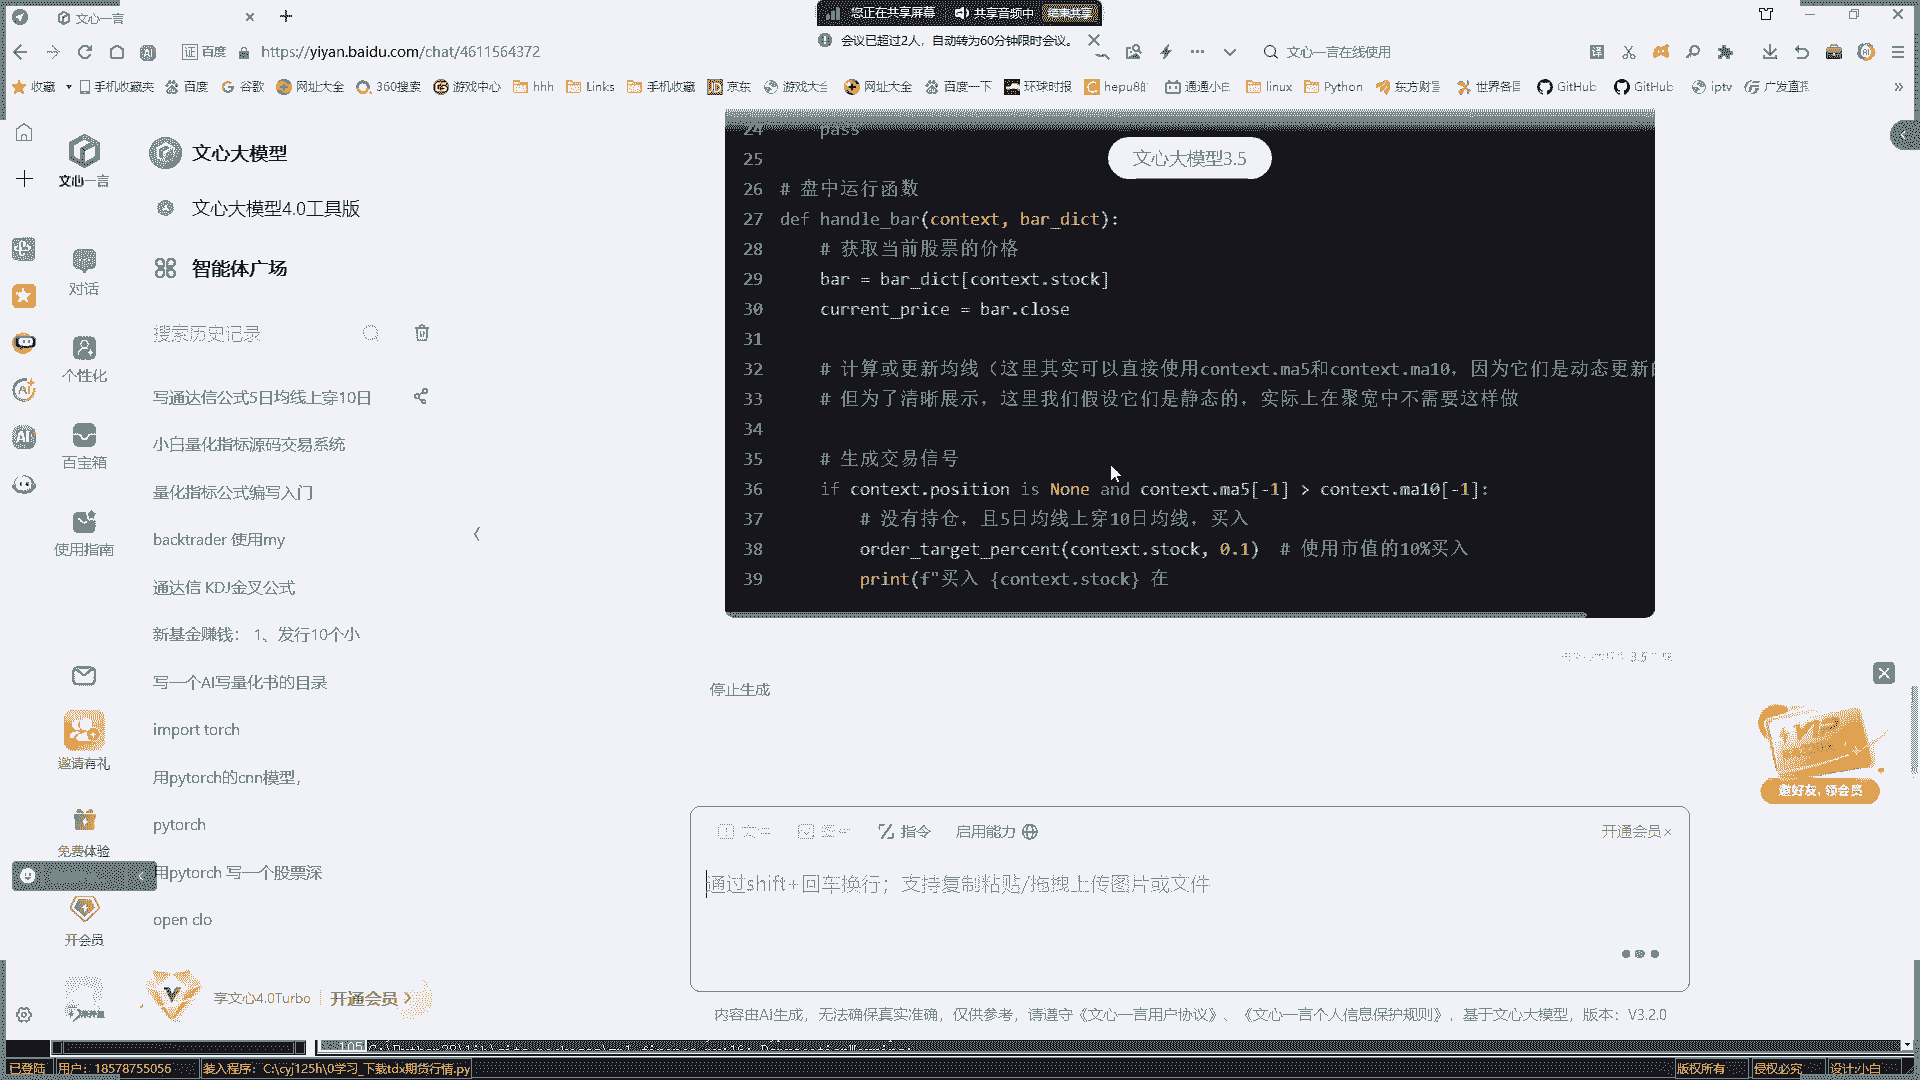 文心一言
您正在共享屏幕 共享音频中 结束共享
会议已超过2人，自动转为60分钟限时会议。
证 百度 https://yiyan.baidu.com/chat/4611564372
文心一言在线使用
收藏 手机收藏夹 百度 谷歌 网址大全 360搜索 游戏中心 hhh Links 手机收藏 京东 游戏大全 网址大全 百度一下 环球时报 hepu8 通通小 linux Python 东方财富 世界各国 GitHub GitHub iptv 广发直播
文心一言
对话
个性化
百宝箱
使用指南
邀请有礼
免费体验
开会员
文心大模型
文心大模型4.0工具版
智能体广场
搜索历史记录
写通达信公式5日均线上穿10日
小白量化指标源码交易系统
量化指标公式编写入门
backtrader 使用my
通达信 KDJ金叉公式
新基金赚钱： 1、发行10个小
写一个AI写量化书的目录
import torch
用pytorch的cnn模型，
pytorch
用pytorch 写一个股票深
open clo
享文心4.0Turbo 开通会员
文心大模型3.5
24 pass
25
26 # 盘中运行函数
27 def handle_bar(context, bar_dict):
28 # 获取当前股票的价格
29 bar = bar_dict[context.stock]
30 current_price = bar.close
31
32 # 计算或更新均线（这里其实可以直接使用context.ma5和context.ma10，因为它们是动态更新的
33 # 但为了清晰展示，这里我们假设它们是静态的，实际上在聚宽中不需要这样做
34
35 # 生成交易信号
36 if context.position is None and context.ma5[-1] > context.ma10[-1]:
37 # 没有持仓，且5日均线上穿10日均线，买入
38 order_target_percent(context.stock, 0.1) # 使用市值的10%买入
39 print(f"买入 {context.stock} 在
停止生成
指令 启用能力
开通会员
通过shift+回车换行；支持复制粘贴/拖拽上传图片或文件
内容由AI生成，无法确保真实准确，仅供参考，请遵守《文心一言用户协议》、《文心一言个人信息保护规则》，基于文心大模型，版本：V3.2.0
VIP
邀好友，领会员
105
已登陆 用户：18578755056 装入程序：C:\cyj125h\0学习_下载tdx期货行情.py
版权所有 侵权必究 设计:小白